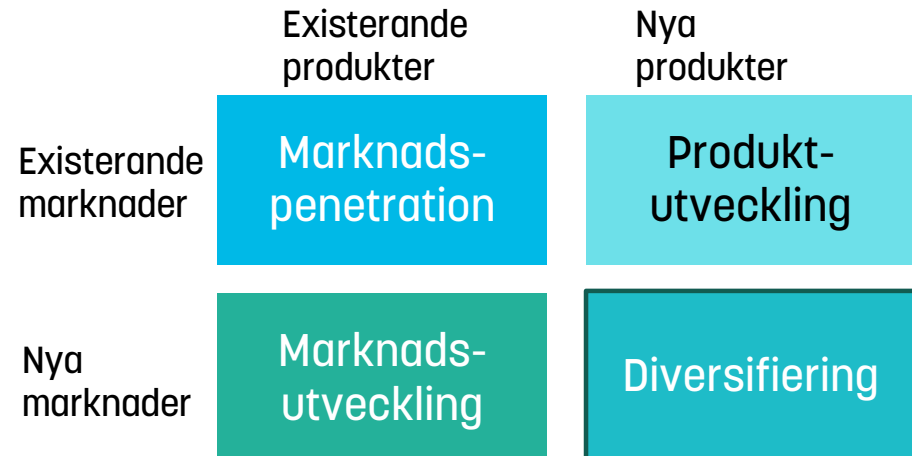 Existerande
produkter
Nya
produkter
Existerande
marknader
Marknads-
penetration
Produkt-
utveckling
Nya
marknader
Marknads-
utveckling
Diversifiering